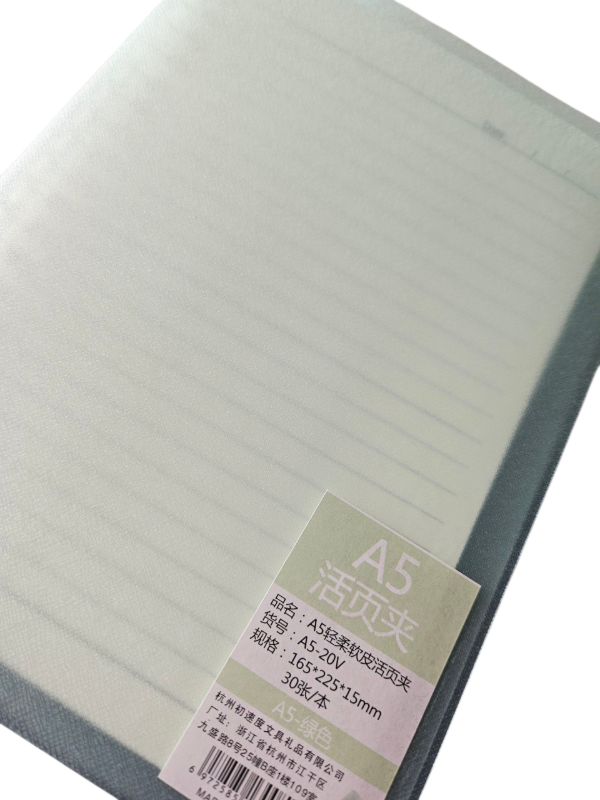 A5
活页夹
品名：A5轻柔软皮活页夹
货号：A5-20V
规格：165*225*15mm
30张/本
A5-绿色
杭州初速度文具礼品有限公司
厂址：浙江省杭州市江干区
九盛路8号25幢B座1楼109室
6 97258